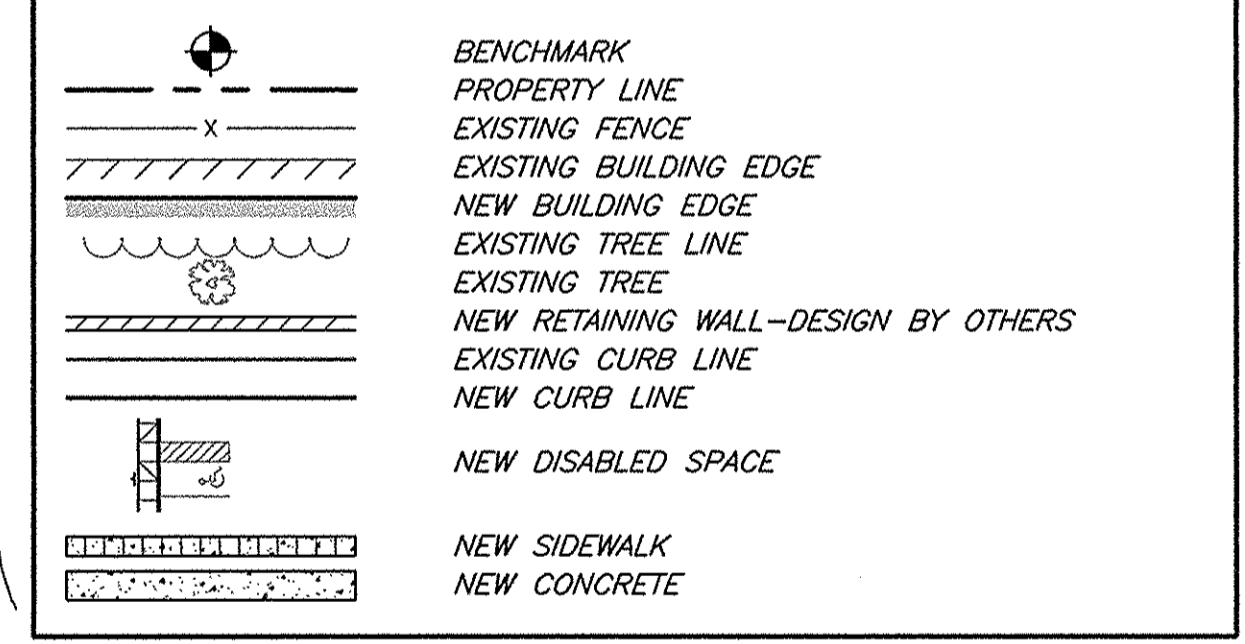 BENCHMARK
PROPERTY LINE
X EXISTING FENCE
EXISTING BUILDING EDGE
NEW BUILDING EDGE
EXISTING TREE LINE
EXISTING TREE
NEW RETAINING WALL–DESIGN BY OTHERS
EXISTING CURB LINE
NEW CURB LINE
NEW DISABLED SPACE
NEW SIDEWALK
NEW CONCRETE